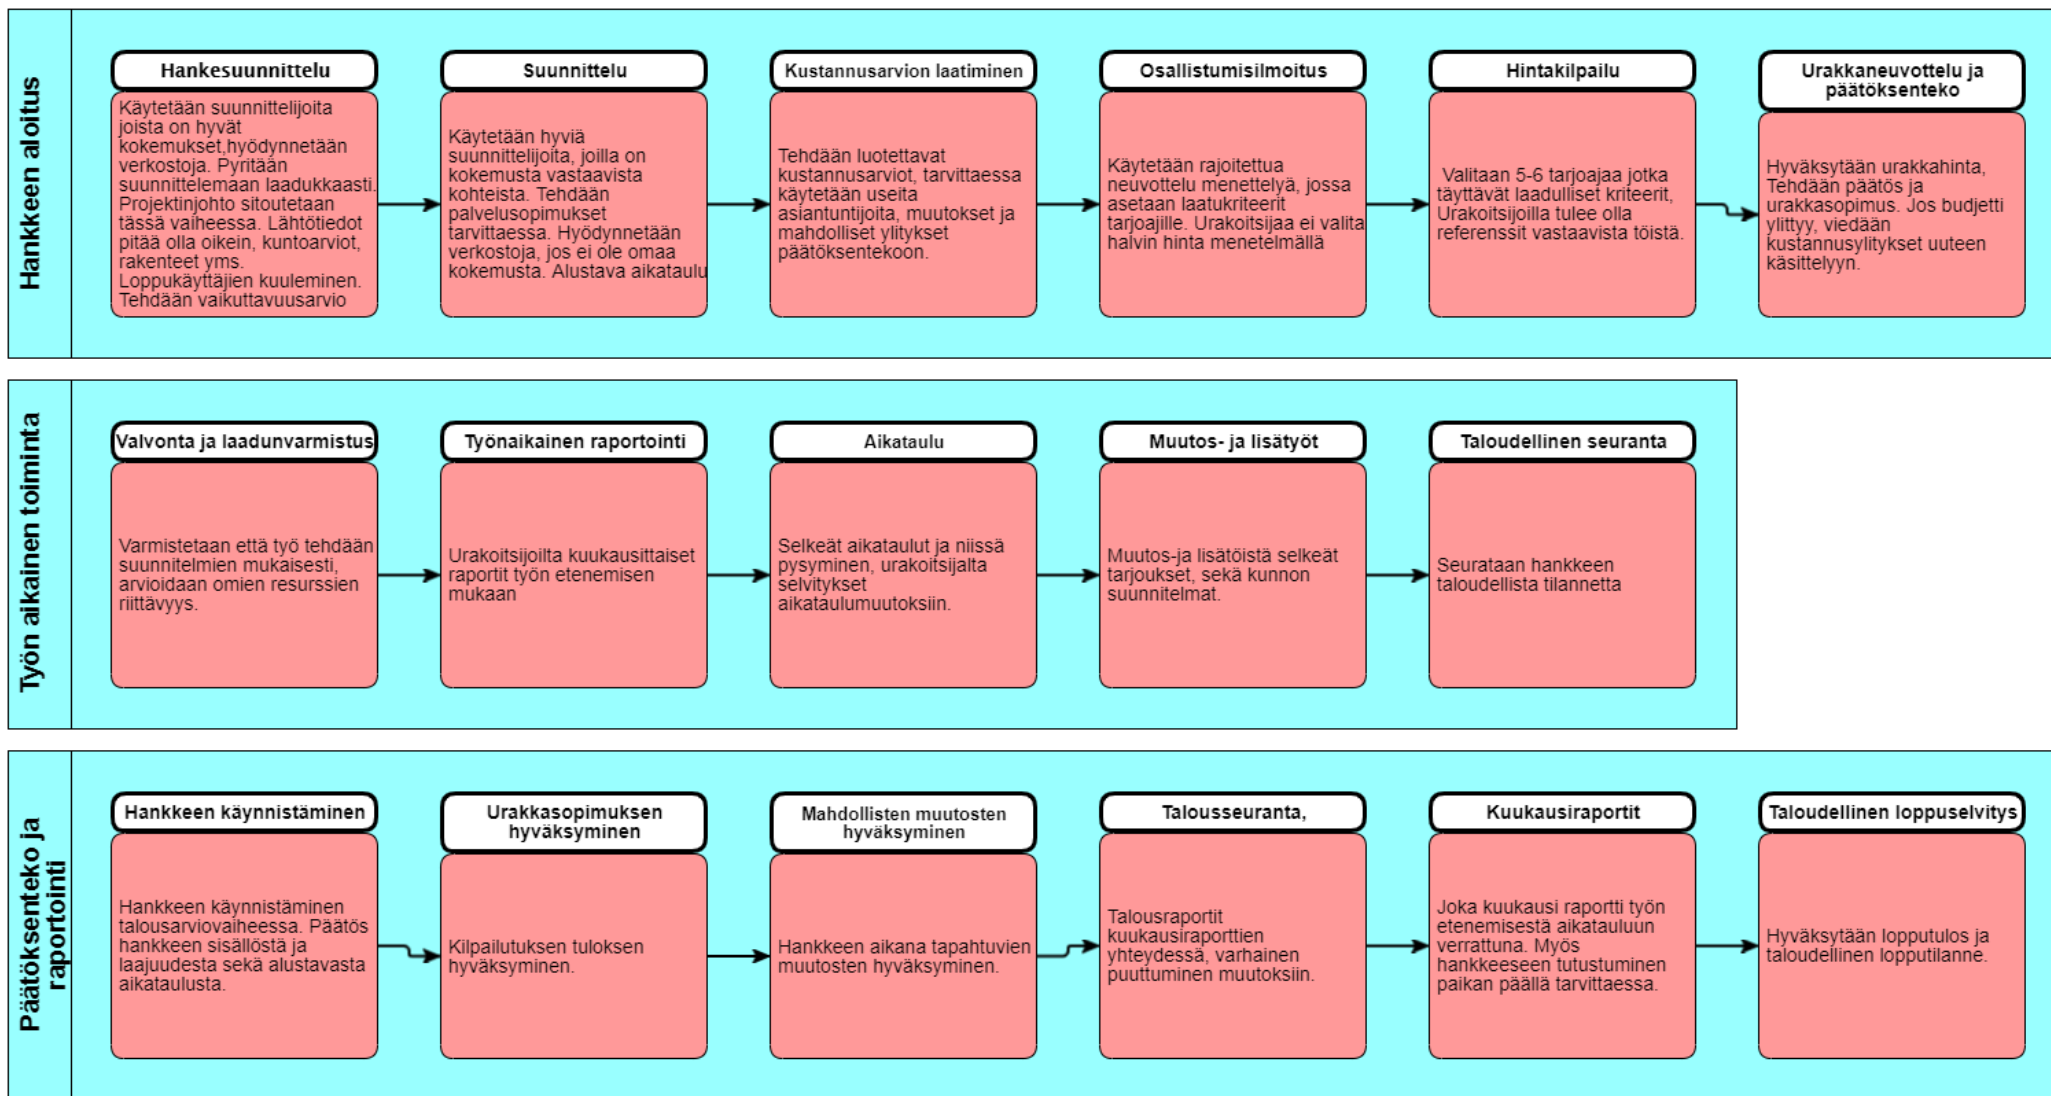 Hankkeen aloitus
Hankesuunnittelu
Käytetään suunnittelijoita
joista on hyvät
kokemukset,hyödynnetään
verkostoja. Pyritään
suunnittelemaan laadukkaasti.
Projektinjohto sitoutetaan
tässä vaiheessa. Lähtötiedot
pitää olla oikein, kuntoarviot,
rakenteet yms.
Loppukäyttäjien kuuleminen.
Tehdään vaikuttavuusarvio
Suunnittelu
Käytetään hyviä
suunnittelijoita, joilla on
kokemusta vastaavista
kohteista. Tehdään
palvelusopimukset
tarvittaessa. Hyödynnetään
verkostoja, jos ei ole omaa
kokemusta. Alustava aikataulu
Kustannusarvion laatiminen
Tehdään luotettavat
kustannusarviot, tarvittaessa
käytetään useita
asiantuntijoita, muutokset ja
mahdolliset ylitykset
päätöksentekoon.
Osallistumisilmoitus
Käytetään rajoitettua
neuvottelu menettelyä, jossa
asetaan laatukriteerit
tarjoajille. Urakoitsijaa ei valita
halvin hinta menetelmällä
Hintakilpailu
Valitaan 5-6 tarjoajaa jotka
täyttävät laadulliset kriteerit,
Urakoitsijoilla tulee olla
referenssit vastaavista töistä.
Urakkaneuvottelu ja
päätöksenteko
Hyväksytään urakkahinta,
Tehdään päätös ja
urakkasopimus. Jos budjetti
ylittyy, viedään
kustannusylitykset uuteen
käsittelyyn.
Työn aikainen toiminta
Valvonta ja laadunvarmistus
Varmistetaan että työ tehdään
suunnitelmien mukaisesti,
arvioidaan omien resurssien
riittävyys.
Työnaikainen raportointi
Urakoitsijoilta kuukausittaiset
raportit työn etenemisen
mukaan
Aikataulu
Selkeät aikataulut ja niissä
pysyminen, urakoitsijalta
selvitykset
aikataulumuutoksiin.
Muutos- ja lisätyöt
Muutos-ja lisätöistä selkeät
tarjoukset, sekä kunnon
suunnitelmat.
Taloudellinen seuranta
Seurataan hankkeen
taloudellista tilannetta
Päätöksenteko ja
raportointi
Hankkeen käynnistäminen
Hankkeen käynnistäminen
talousarviovaiheessa. Päätös
hankkeen sisällöstä ja
laajuudesta sekä alustavasta
aikataulusta.
Urakkasopimuksen
hyväksyminen
Kilpailutuksen tuloksen
hyväksyminen.
Mahdollisten muutosten
hyväksyminen
Hankkeen aikana tapahtuvien
muutosten hyväksyminen.
Talousseuranta,
Talousraportit
kuukausiraporttien
yhteydessä, varhainen
puuttuminen muutoksiin.
Kuukausiraportit
Joka kuukausi raportti työn
etenemisestä aikatauluun
verrattuna. Myös
hankkeeseen tutustuminen
paikan päällä tarvittaessa.
Taloudellinen loppuselvitys
Hyväksytään lopputulos ja
taloudellinen lopputilanne.